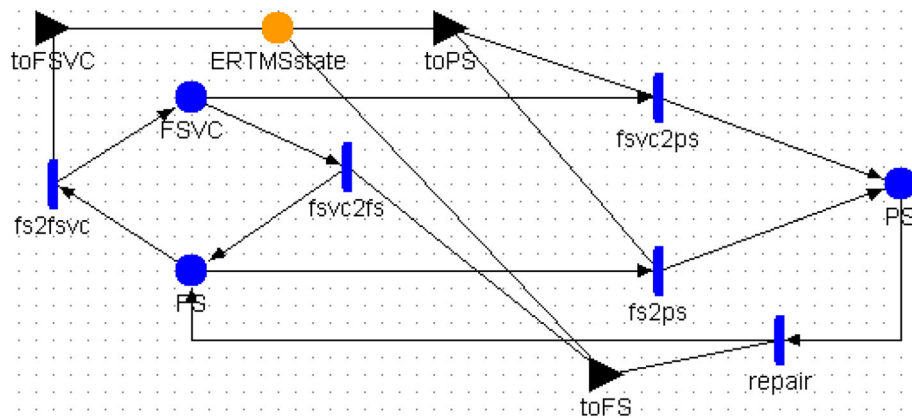 toFSVC
ERTMSstate
toPS
FSVC
fsvc2ps
fs2fsvc
fsvc2fs
PS
FS
fs2ps
repair
toFS